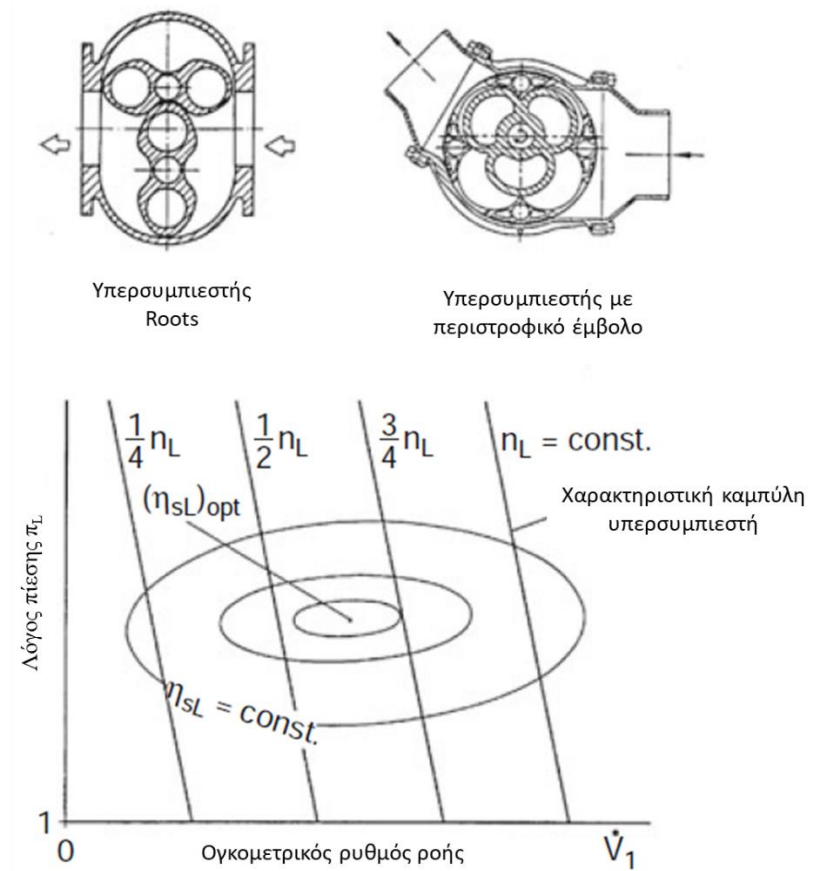 Υπερσυμπιεστής
Roots
Υπερσυμπιεστής με
περιστροφικό έμβολο
1/4 n_L
1/2 n_L
3/4 n_L
n_L = const.
(η_sL)_opt
Χαρακτηριστική καμπύλη
υπερσυμπιεστή
Λόγος πίεσης π_L
η_sL = const.
1
0
Ογκομετρικός ρυθμός ροής
V̇₁